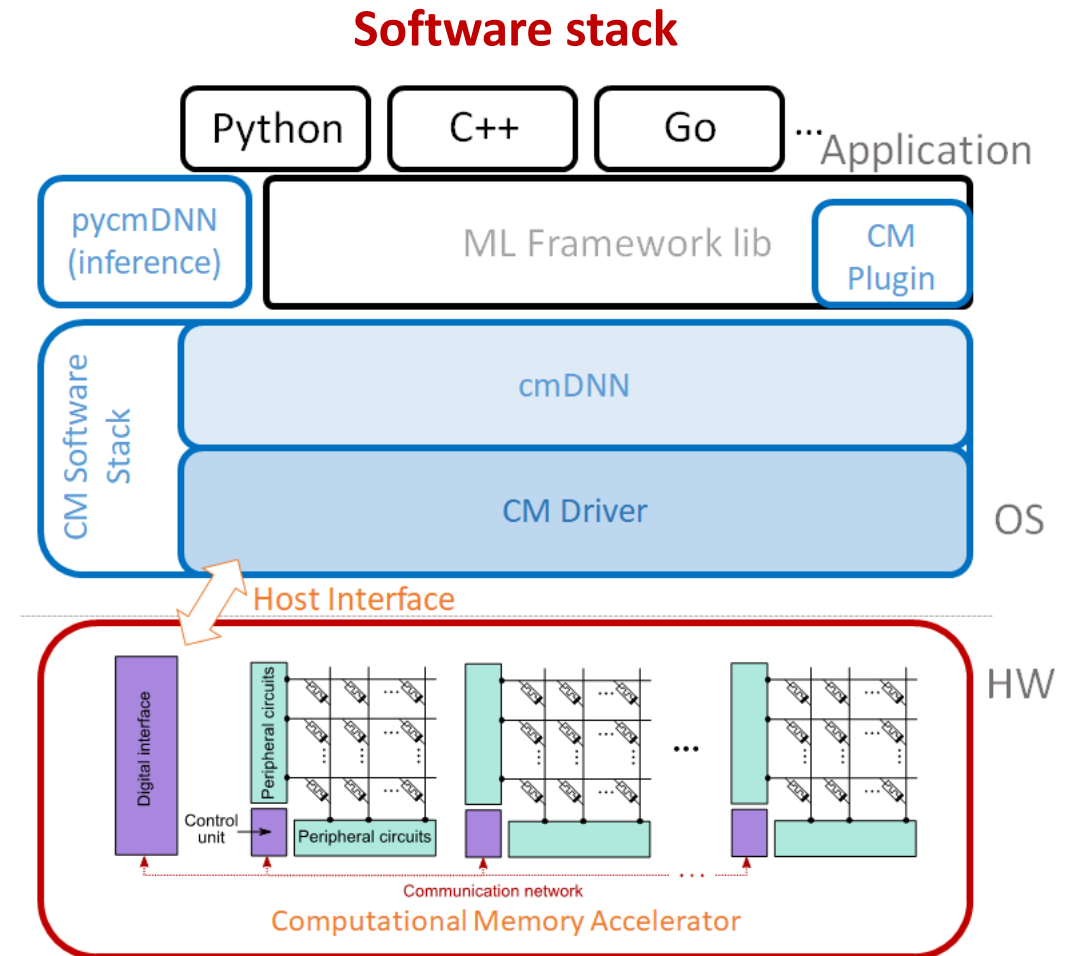 Software stack
Python
C++
Go
...
Application
pycmDNN
(inference)
ML Framework lib
CM
Plugin
CM Software
Stack
cmDNN
CM Driver
OS
Host Interface
HW
Digital interface
Peripheral circuits
...
Control
unit
Peripheral circuits
Communication network
...
Computational Memory Accelerator